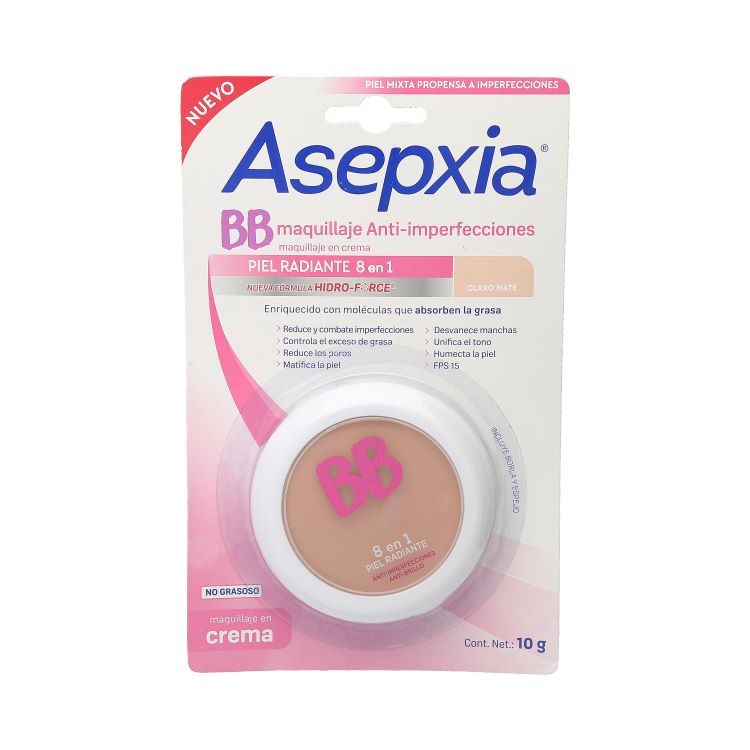 NUEVO
PIEL MIXTA PROPENSA A IMPERFECCIONES
Asepxia®
BB maquillaje Anti-imperfecciones
maquillaje en crema
PIEL RADIANTE 8 en 1
NUEVA FÓRMULA HIDRO-FORCE
CLARO MATE
Enriquecido con moléculas que absorben la grasa
> Reduce y combate imperfecciones
> Controla el exceso de grasa
> Reduce los poros
> Matifica la piel
> Desvanece manchas
> Unifica el tono
> Humecta la piel
> FPS 15
INCLUYE BORLA Y ESPEJO
BB
8 en 1
PIEL RADIANTE
ANTI-IMPERFECCIONES
ANTI-BRILLO
NO GRASOSO
maquillaje en
crema
Cont. Net.: 10 g